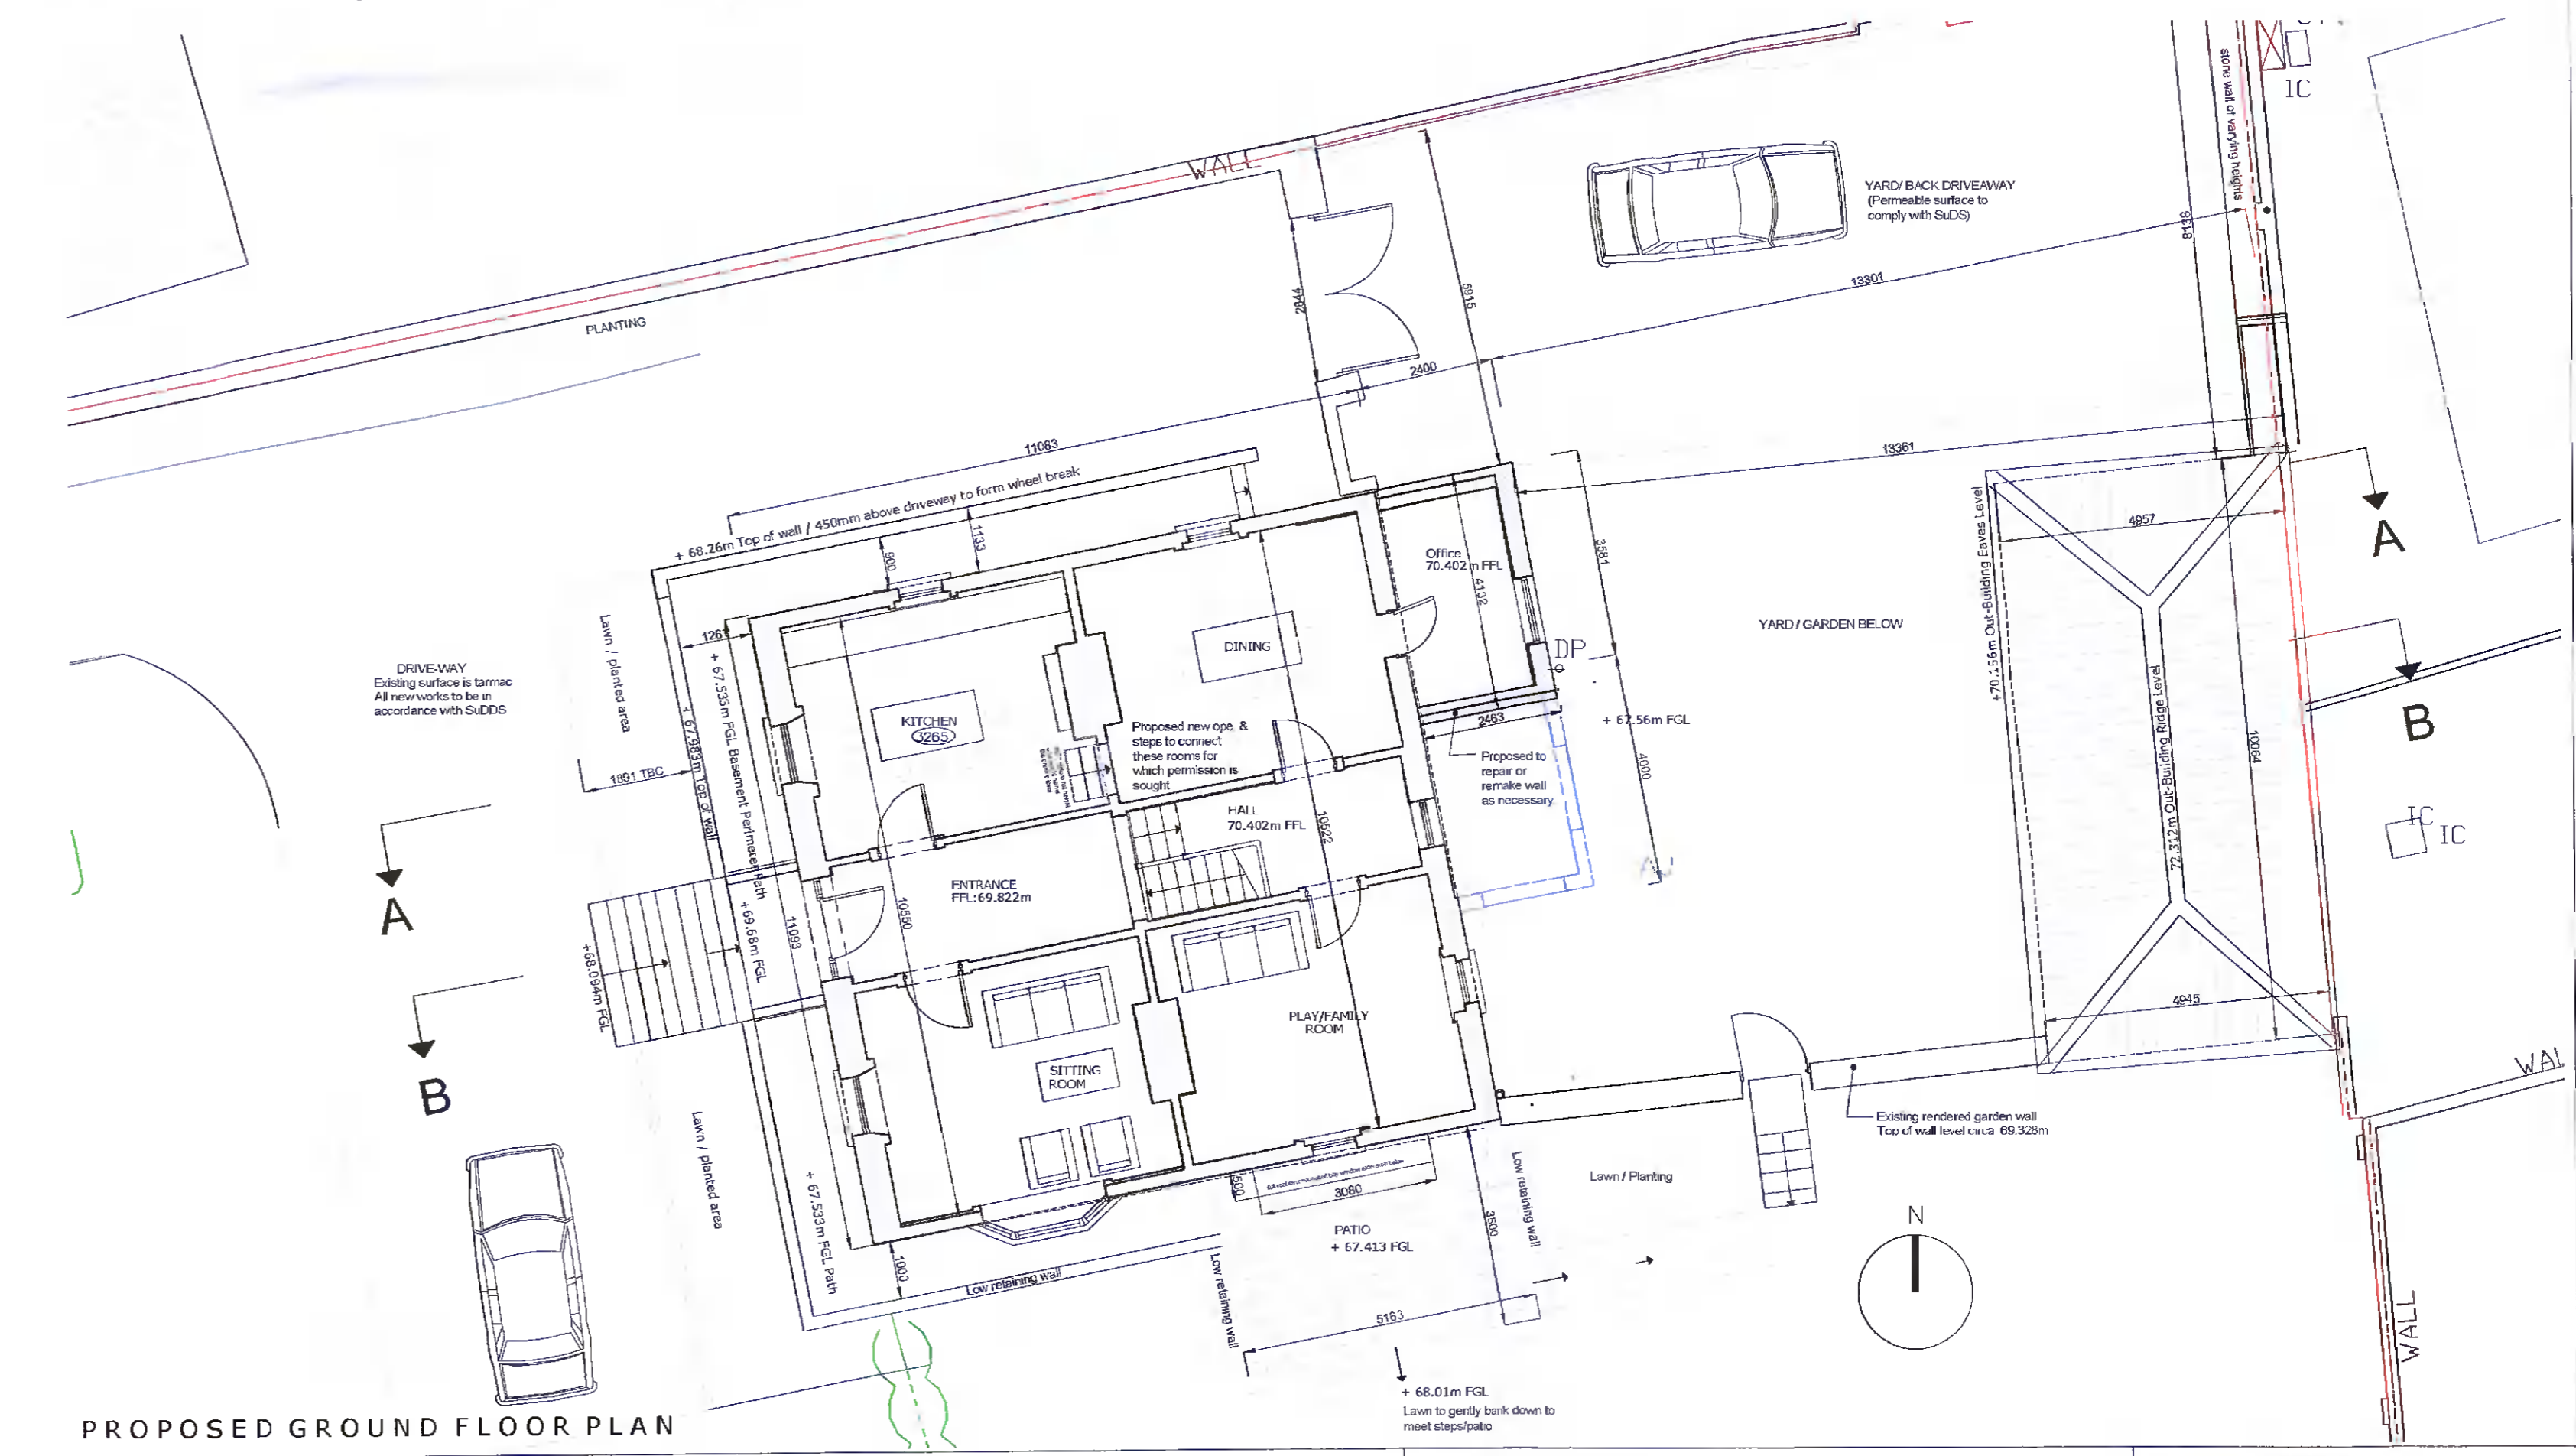 IC
stone wall of varying heights
WALL
YARD/ BACK DRIVEAWAY
(Permeable surface to
comply with SuDS)
8138
13301
5915
2844
PLANTING
2400
11083
13361
+ 68.26m Top of wall / 450mm above driveway to form wheel break
1133
900
A
4957
+70.156m Out-Building Eaves Level
Office
70.402m FFL
4132
3581
DINING
YARD / GARDEN BELOW
DP
DRIVE-WAY
Existing surface is tarmac
All new works to be in
accordance with SuDDS
Lawn / planted area
+ 67.533m FGL Basement Perimeter Path
+ 67.983m Top of wall
1891 TBC
KITCHEN
3265
Proposed new ope, &
steps to connect
these rooms for
which permission is
sought
2463
+ 67.56m FGL
Proposed to
repair or
remake wall
as necessary.
4000
B
72.312m Out-Building Ridge Level
10064
HALL
70.402m FFL
10522
IC
IC
ENTRANCE
FFL:69.822m
10550
A
+69.68m FGL
11093
+68.094m FGL
PLAY/FAMILY
ROOM
4945
SITTING
ROOM
B
WAL
Existing rendered garden wall
Top of wall level circa 69.328m
Lawn / planted area
+ 67.533m FGL Path
500
3080
Low retaining wall
Lawn / Planting
3500
PATIO
+ 67.413 FGL
N
1000
Low retaining wall
Low retaining wall
5163
WALL
+ 68.01m FGL
Lawn to gently bank down to
meet steps/patio
PROPOSED GROUND FLOOR PLAN